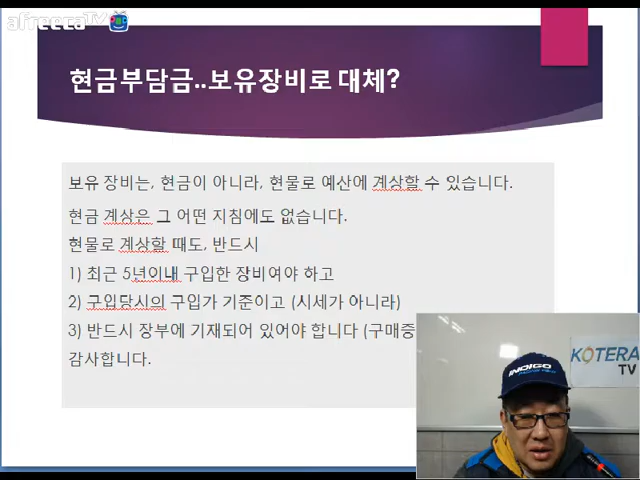 afreecaTV
현금부담금..보유장비로 대체?
보유 장비는, 현금이 아니라, 현물로 예산에 계상할 수 있습니다.
현금 계상은 그 어떤 지침에도 없습니다.
현물로 계상할 때도, 반드시
1) 최근 5년이내 구입한 장비여야 하고
2) 구입당시의 구입가 기준이고 (시세가 아니라)
3) 반드시 장부에 기재되어 있어야 합니다 (구매증
감사합니다.
KOTERA
TV
INDIGO